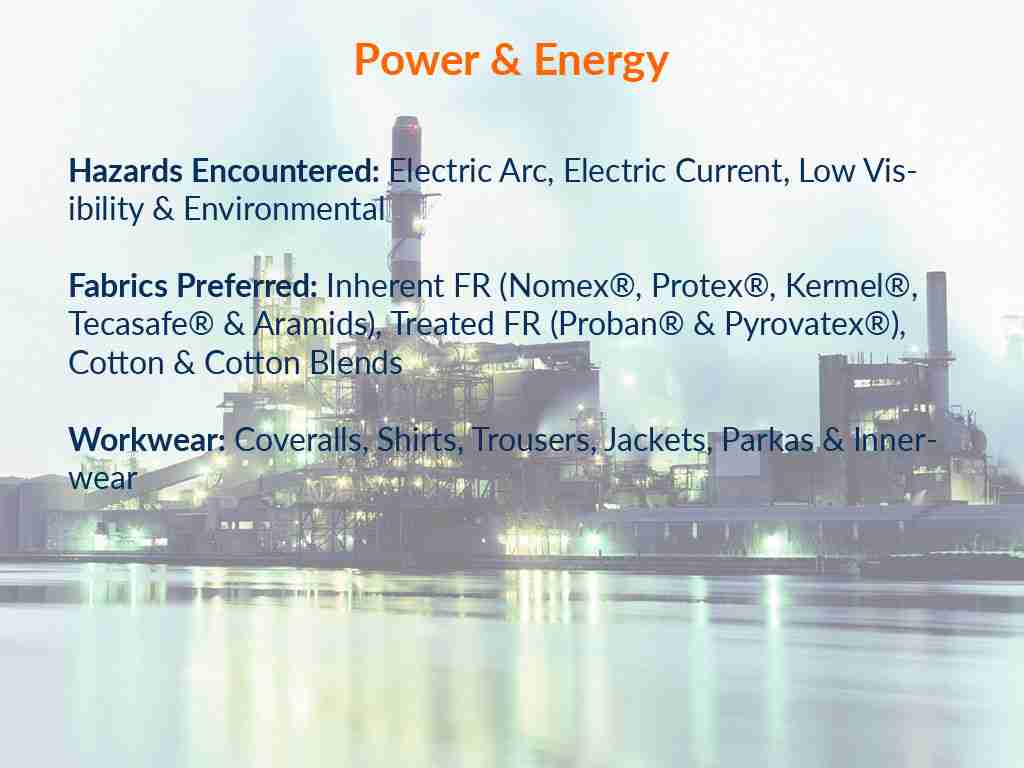 Power & Energy
Hazards Encountered: Electric Arc, Electric Current, Low Vis-
ibility & Environmental
Fabrics Preferred: Inherent FR (Nomex®, Protex®, Kermel®,
Tecasafe® & Aramids), Treated FR (Proban® & Pyrovatex®),
Cotton & Cotton Blends
Workwear: Coveralls, Shirts, Trousers, Jackets, Parkas & Inner-
wear